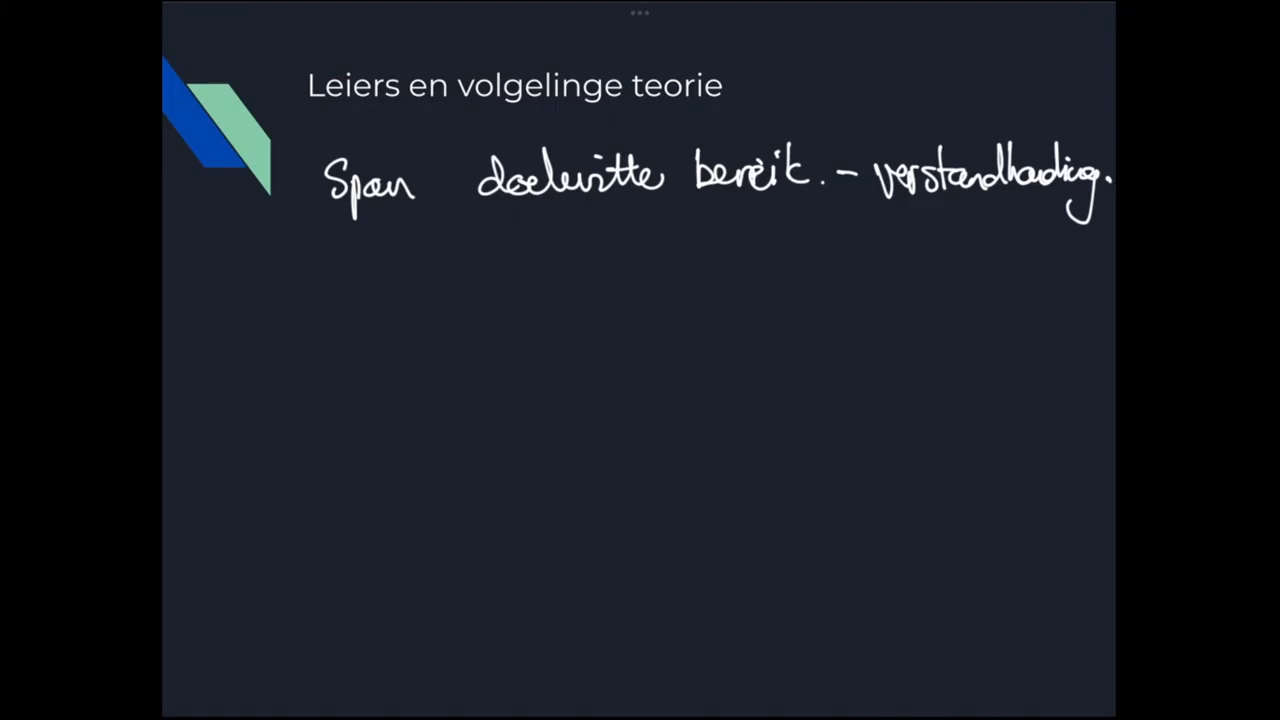 Leiers en volgelinge teorie
Span doelwitte bereik. - verstandhouding.